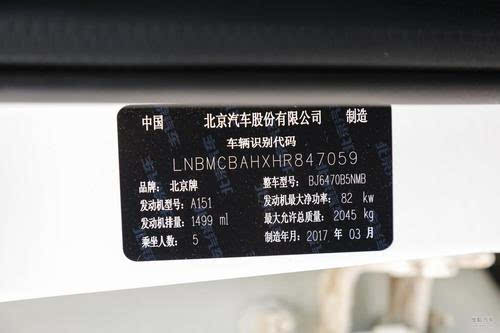 中国 北京汽车股份有限公司 制造
车辆识别代码
LNBMCBAHXHR847059
品牌: 北京牌 整车型号: BJ6470B5NMB
发动机型号: A151 发动机最大净功率: 82 kw
发动机排量: 1499 ml 最大允许总质量: 2045 kg
乘坐人数: 5 制造年月: 2017 年 03 月